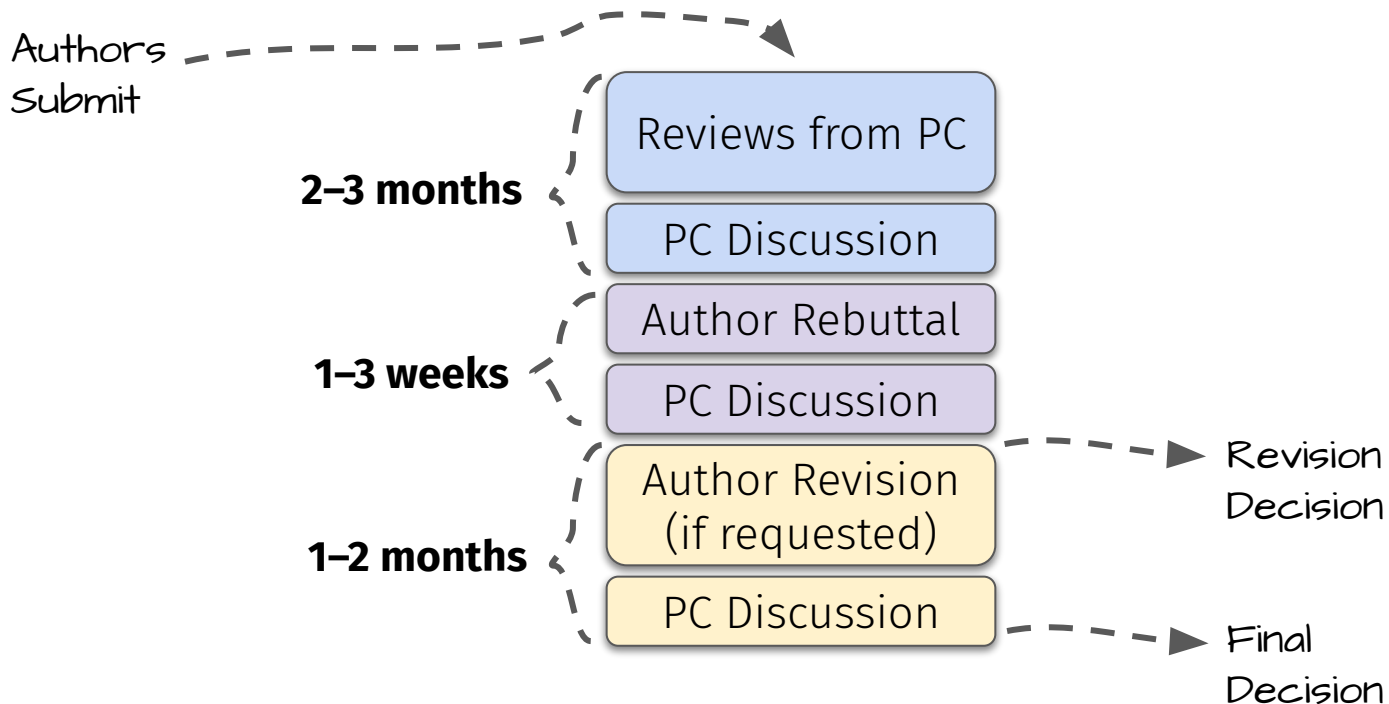 Authors
Submit
Reviews from PC
2–3 months
PC Discussion
Author Rebuttal
1–3 weeks
PC Discussion
Author Revision
(if requested)
Revision
Decision
1–2 months
PC Discussion
Final
Decision